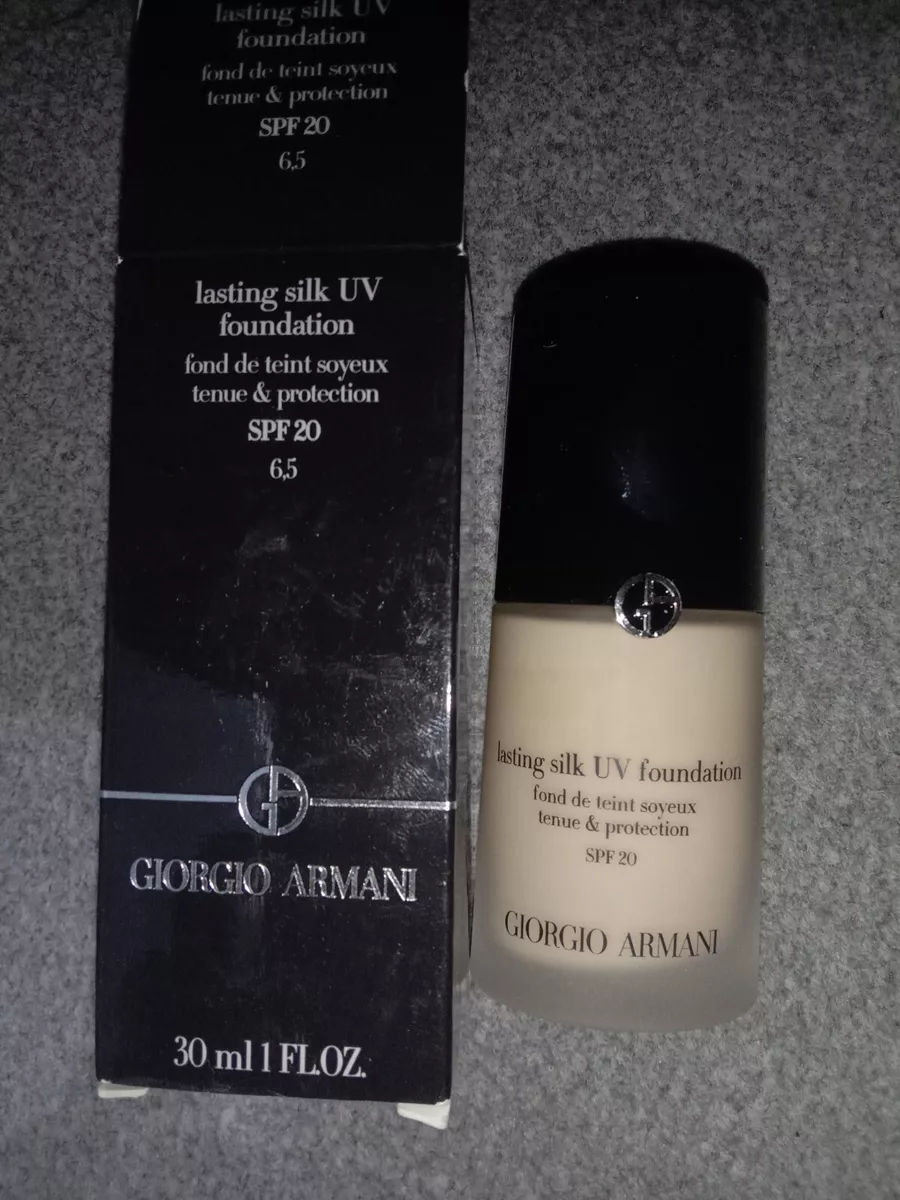 lasting silk UV
foundation
fond de teint soyeux
tenue & protection
SPF 20
6,5
lasting silk UV
foundation
fond de teint soyeux
tenue & protection
SPF 20
6,5
GIORGIO ARMANI
30 ml 1 FL.OZ.
lasting silk UV foundation
fond de teint soyeux
tenue & protection
SPF 20
GIORGIO ARMANI